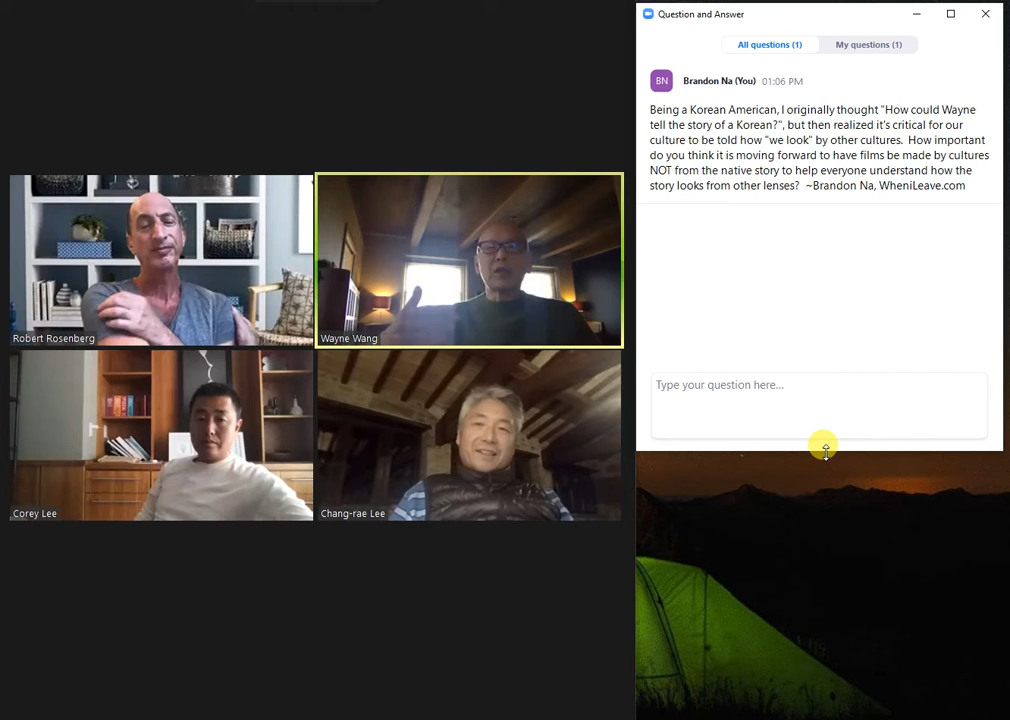 Question and Answer
All questions (1)
My questions (1)
BN
Brandon Na (You) 01:06 PM
Being a Korean American, I originally thought "How could Wayne
tell the story of a Korean?", but then realized it's critical for our
culture to be told how "we look" by other cultures.  How important
do you think it is moving forward to have films be made by cultures
NOT from the native story to help everyone understand how the
story looks from other lenses?  ~Brandon Na, WheniLeave.com
Type your question here...
Robert Rosenberg
Wayne Wang
Corey Lee
Chang-rae Lee